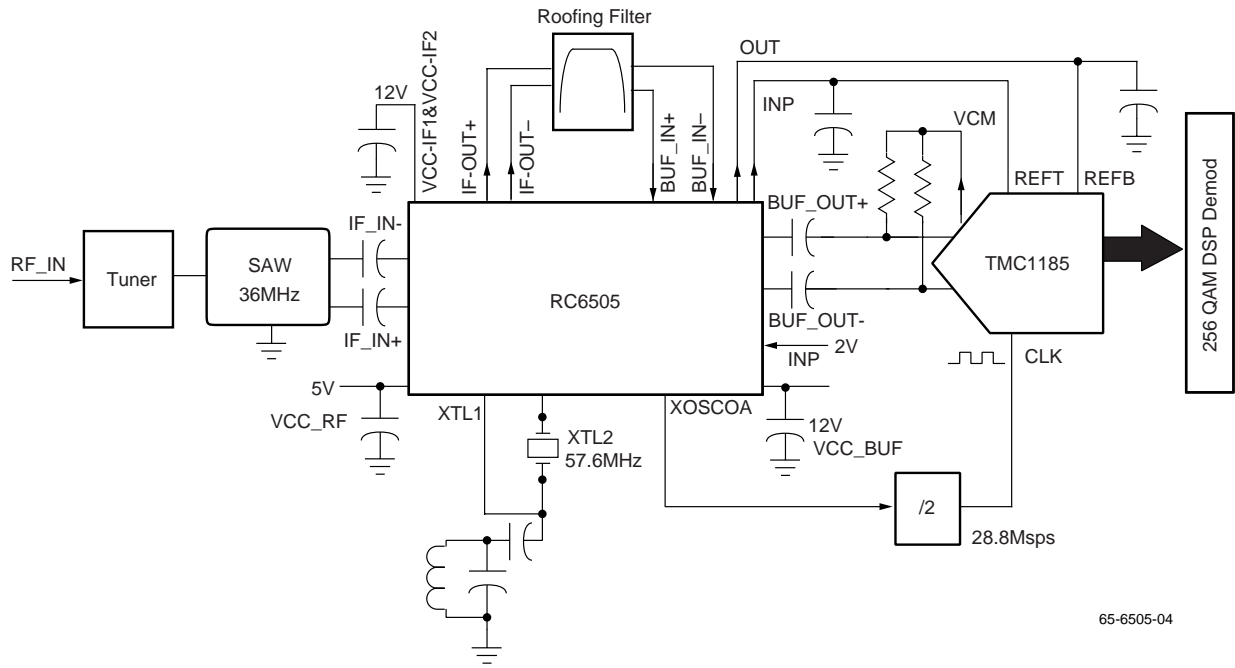 Roofing Filter
OUT
12V
VCC-IF1&VCC-IF2
IF-OUT+
IF-OUT–
BUF_IN+
BUF_IN–
INP
VCM
REFT
REFB
BUF_OUT+
IF_IN-
RF_IN
Tuner
SAW
36MHz
RC6505
TMC1185
256 QAM DSP Demod
IF_IN+
BUF_OUT-
INP
2V
CLK
5V
VCC_RF
XTL1
XTL2
57.6MHz
XOSCOA
12V
VCC_BUF
/2
28.8Msps
65-6505-04